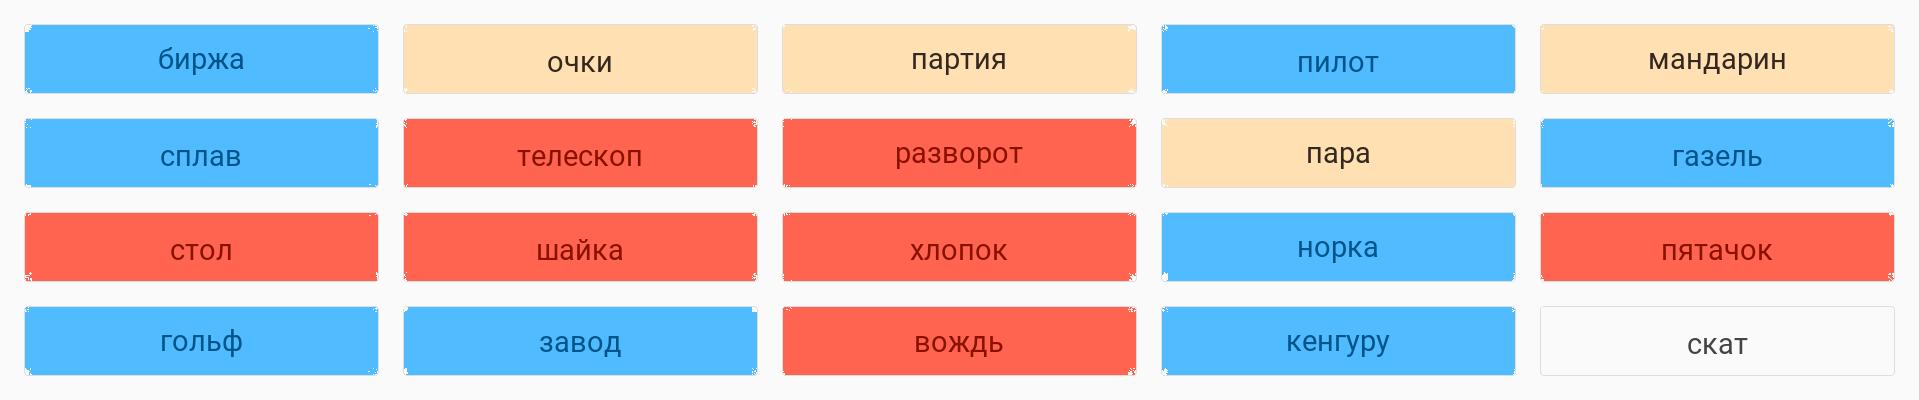 биржа очки партия пилот мандарин
сплав телескоп разворот пара газель
стол шайка хлопок норка пятачок
гольф завод вождь кенгуру скат